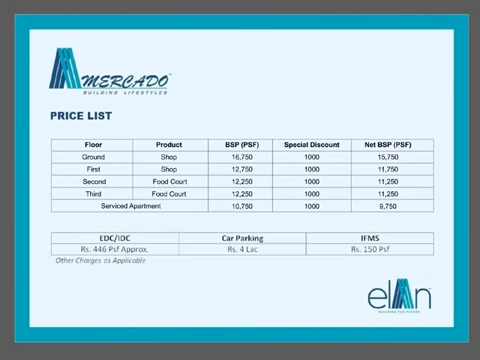 MERCADO
BUILDING LIFESTYLES
PRICE LIST
Floor Product BSP (PSF) Special Discount Net BSP (PSF)
Ground Shop 16,750 1000 15,750
First Shop 12,750 1000 11,750
Second Food Court 12,250 1000 11,250
Third Food Court 12,250 1000 11,250
Serviced Apartment 10,750 1000 9,750
EDC/IDC Car Parking IFMS
Rs. 446 Psf Approx. Rs. 4 Lac Rs. 150 Psf
Other Charges as Applicable
elan
BUILDING THE FUTURE